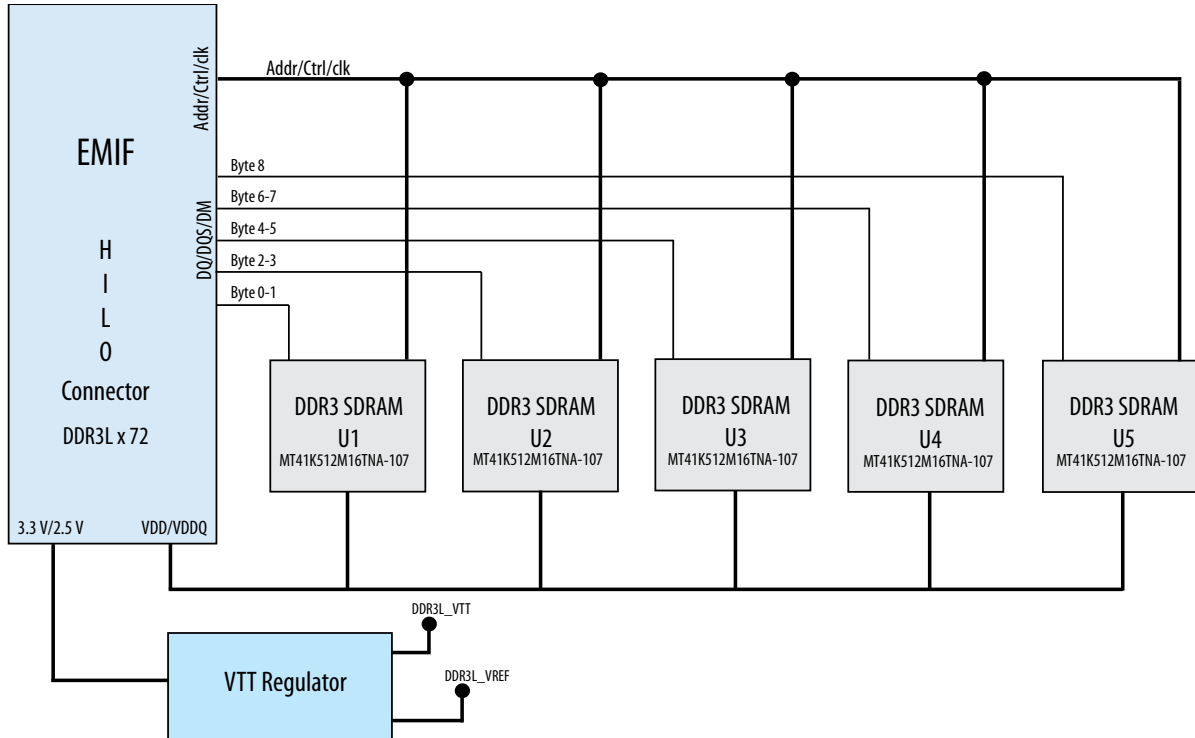 EMIF
H
I
L
O
Connector
DDR3L x 72
Addr/Ctrl/clk
DQ/DQS/DM
3.3 V/2.5 V
VDD/VDDQ
Addr/Ctrl/clk
Byte 8
Byte 6-7
Byte 4-5
Byte 2-3
Byte 0-1
DDR3 SDRAM
U1
MT41K512M16TNA-107
DDR3 SDRAM
U2
MT41K512M16TNA-107
DDR3 SDRAM
U3
MT41K512M16TNA-107
DDR3 SDRAM
U4
MT41K512M16TNA-107
DDR3 SDRAM
U5
MT41K512M16TNA-107
DDR3L_VTT
VTT Regulator
DDR3L_VREF